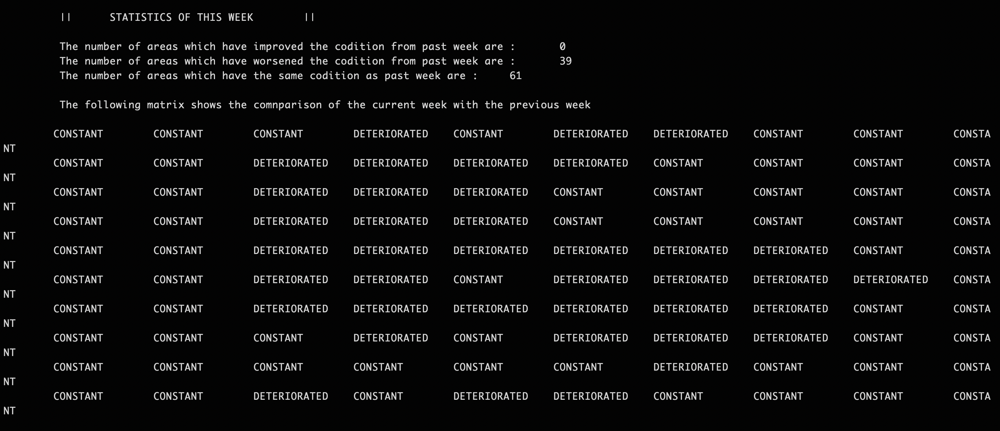 || STATISTICS OF THIS WEEK ||
The number of areas which have improved the codition from past week are : 0
The number of areas which have worsened the codition from past week are : 39
The number of areas which have the same codition as past week are : 61
The following matrix shows the comnparison of the current week with the previous week
CONSTANT CONSTANT CONSTANT DETERIORATED CONSTANT DETERIORATED DETERIORATED CONSTANT CONSTANT CONSTA
NT
CONSTANT CONSTANT DETERIORATED DETERIORATED DETERIORATED DETERIORATED CONSTANT CONSTANT CONSTANT CONSTA
NT
CONSTANT CONSTANT DETERIORATED DETERIORATED DETERIORATED CONSTANT CONSTANT CONSTANT CONSTANT CONSTA
NT
CONSTANT CONSTANT DETERIORATED DETERIORATED DETERIORATED CONSTANT CONSTANT CONSTANT CONSTANT CONSTA
NT
CONSTANT CONSTANT DETERIORATED DETERIORATED DETERIORATED DETERIORATED DETERIORATED DETERIORATED CONSTANT CONSTA
NT
CONSTANT CONSTANT DETERIORATED DETERIORATED CONSTANT DETERIORATED DETERIORATED DETERIORATED DETERIORATED CONSTA
NT
CONSTANT CONSTANT DETERIORATED DETERIORATED DETERIORATED DETERIORATED DETERIORATED DETERIORATED CONSTANT CONSTA
NT
CONSTANT CONSTANT CONSTANT DETERIORATED CONSTANT DETERIORATED DETERIORATED DETERIORATED CONSTANT CONSTA
NT
CONSTANT CONSTANT CONSTANT CONSTANT CONSTANT CONSTANT DETERIORATED CONSTANT CONSTANT CONSTA
NT
CONSTANT CONSTANT DETERIORATED CONSTANT DETERIORATED DETERIORATED CONSTANT CONSTANT CONSTANT CONSTA
NT